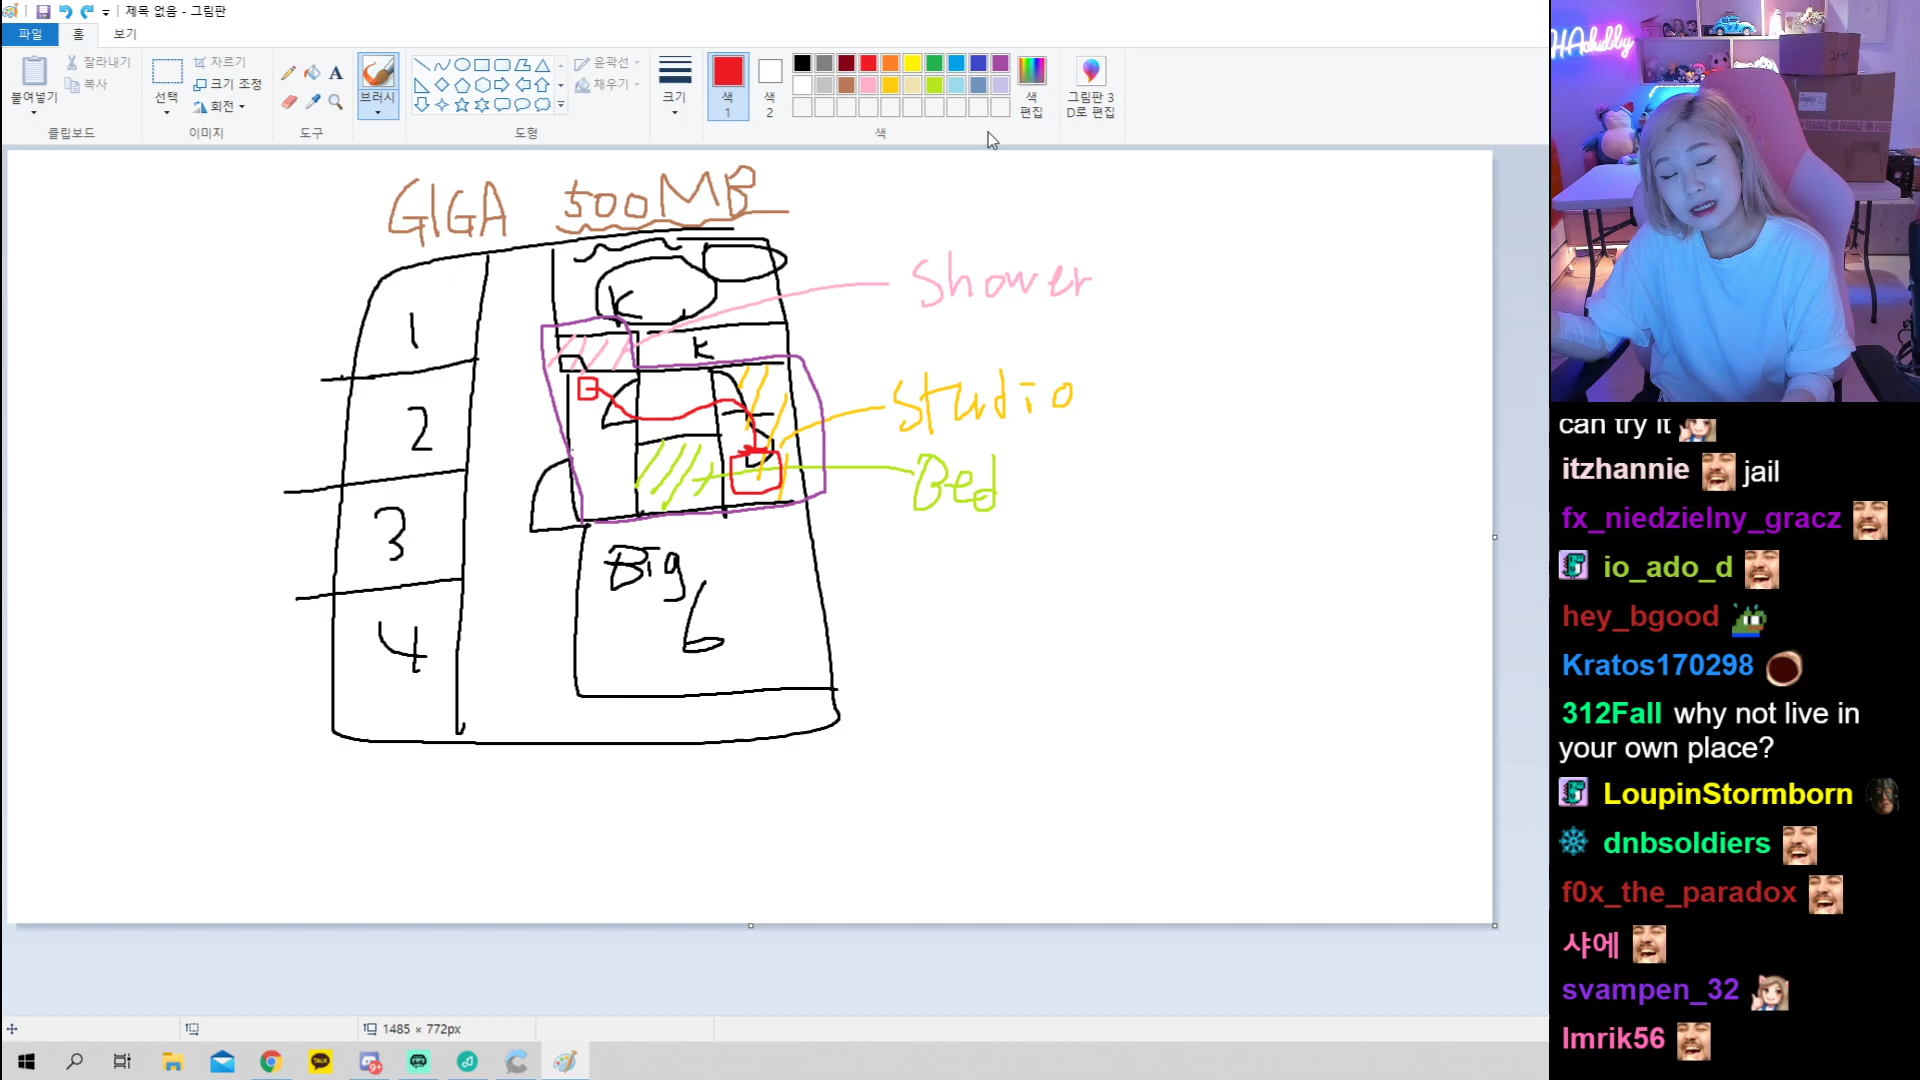 제목 없음 - 그림판
파일 홈 보기
붙여넣기
잘라내기
복사
클립보드
선택
자르기
크기 조정
회전
이미지
A
도구
브러시
윤곽선
채우기
도형
크기
색 1
색 2
색
색 편집
그림판 3D로 편집
GIGA 500MB
K
K
1
2
3
4
Shower
Studio
Bed
Big
6
1485 × 772px
TALK
9+
can try it
itzhannie jail
fx_niedzielny_gracz
io_ado_d
hey_bgood
Kratos170298
312Fall why not live in
your own place?
LoupinStormborn
dnbsoldiers
f0x_the_paradox
샤에
svampen_32
lmrik56